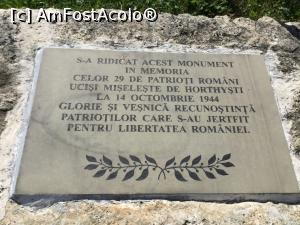 [c] AmFostAcolo®
S-A RIDICAT ACEST MONUMENT
IN MEMORIA
CELOR 29 DE PATRIOȚI ROMÂNI
UCIȘI MIȘELEȘTE DE HORTHYȘTI
LA 14 OCTOMBRIE 1944
GLORIE ȘI VEȘNICĂ RECUNOȘTINȚĂ
PATRIOȚILOR CARE S-AU JERTFIT
PENTRU LIBERTATEA ROMÂNIEI.